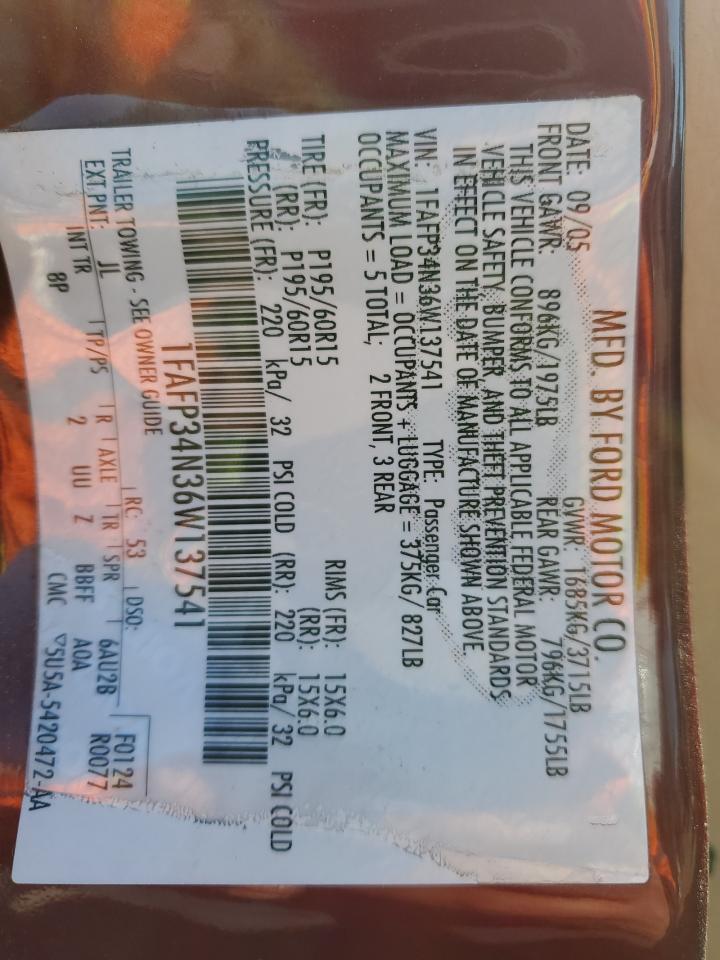 MFD. BY FORD MOTOR CO.
DATE: 09/05 GVWR: 1685KG/3715LB
FRONT GAWR: 896KG/1975LB REAR GAWR: 796KG/1755LB
THIS VEHICLE CONFORMS TO ALL APPLICABLE FEDERAL MOTOR
VEHICLE SAFETY, BUMPER, AND THEFT PREVENTION STANDARDS
IN EFFECT ON THE DATE OF MANUFACTURE SHOWN ABOVE.
VIN: 1FAFP34N36W137541 TYPE: Passenger Car
MAXIMUM LOAD = OCCUPANTS + LUGGAGE = 375KG/ 827LB
OCCUPANTS = 5 TOTAL; 2 FRONT, 3 REAR
TIRE (FR): P195/60R15 RIMS (FR): 15X6.0
(RR): P195/60R15 (RR): 15X6.0
PRESSURE (FR): 220 kPa/ 32 PSI COLD (RR): 220 kPa/ 32 PSI COLD
1FAFP34N36W137541
TRAILER TOWING - SEE OWNER GUIDE
EXT PNT: JL RC: 53 DSO: F0124
INT TR TP/PS R AXLE TR SPR 6AU2B R0077
8P 2 UU Z BBFF AOA
CMC ▽5U5A-5420472-AA